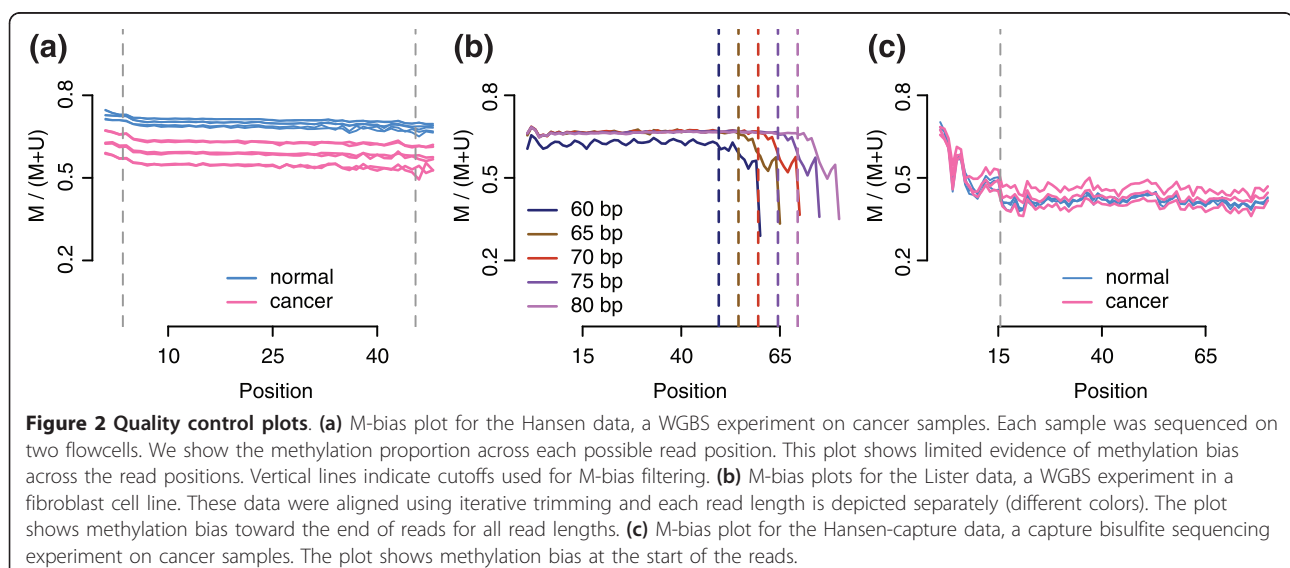 (a)
0.8
0.5
0.2
M / (M+U)
normal
cancer
10 25 40
Position
(b)
0.8
0.5
0.2
M / (M+U)
60 bp
65 bp
70 bp
75 bp
80 bp
15 40 65
Position
(c)
0.8
0.5
0.2
M / (M+U)
normal
cancer
15 40 65
Position
Figure 2 Quality control plots. (a) M-bias plot for the Hansen data, a WGBS experiment on cancer samples. Each sample was sequenced on
two flowcells. We show the methylation proportion across each possible read position. This plot shows limited evidence of methylation bias
across the read positions. Vertical lines indicate cutoffs used for M-bias filtering. (b) M-bias plots for the Lister data, a WGBS experiment in a
fibroblast cell line. These data were aligned using iterative trimming and each read length is depicted separately (different colors). The plot
shows methylation bias toward the end of reads for all read lengths. (c) M-bias plot for the Hansen-capture data, a capture bisulfite sequencing
experiment on cancer samples. The plot shows methylation bias at the start of the reads.